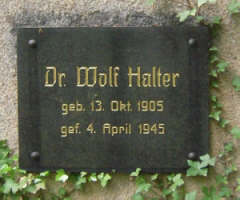 Dr. Wolf Halter
geb. 13. Okt. 1905
gef. 4. April 1945